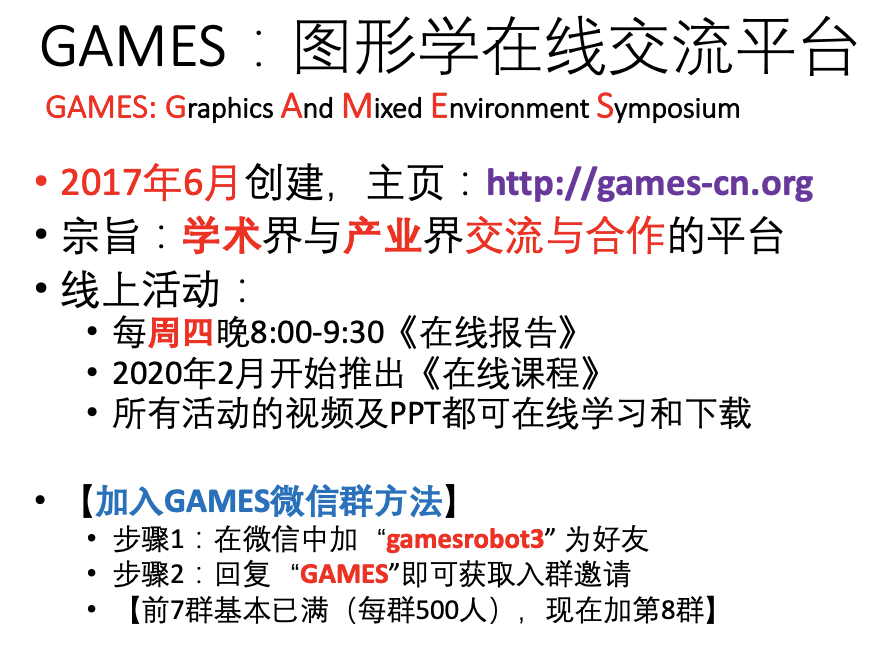 GAMES：图形学在线交流平台
GAMES: Graphics And Mixed Environment Symposium
• 2017年6月创建，主页：http://games-cn.org
• 宗旨：学术界与产业界交流与合作的平台
• 线上活动：
• 每周四晚8:00-9:30《在线报告》
• 2020年2月开始推出《在线课程》
• 所有活动的视频及PPT都可在线学习和下载
• 【加入GAMES微信群方法】
• 步骤1：在微信中加“gamesrobot3” 为好友
• 步骤2：回复“GAMES”即可获取入群邀请
• 【前7群基本已满（每群500人），现在加第8群】